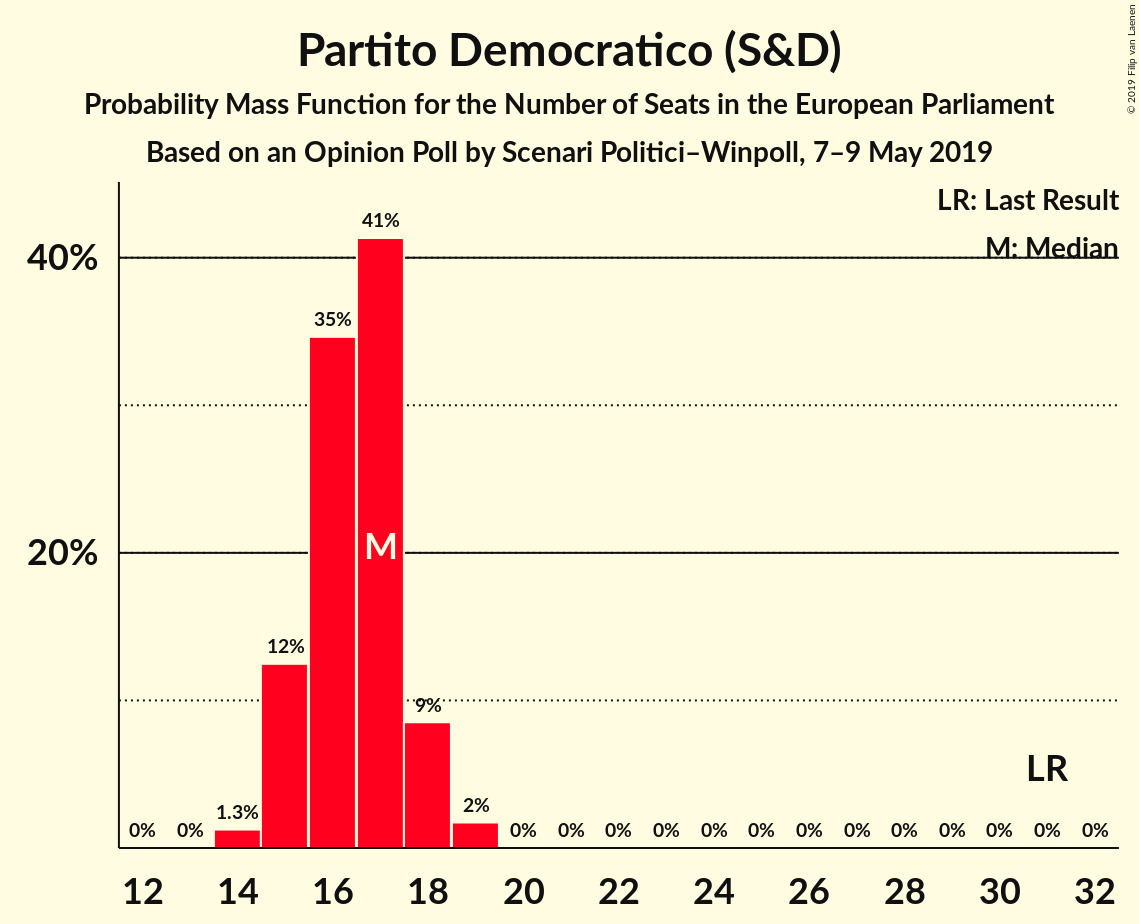 Partito Democratico (S&D)
Probability Mass Function for the Number of Seats in the European Parliament
Based on an Opinion Poll by Scenari Politici–Winpoll, 7–9 May 2019
© 2019 Filip van Laenen
LR: Last Result
M: Median
40%
20%
41%
35%
M
12%
9%
LR
0% 0% 1.3% 2% 0% 0% 0% 0% 0% 0% 0% 0% 0% 0% 0% 0% 0%
12 14 16 18 20 22 24 26 28 30 32